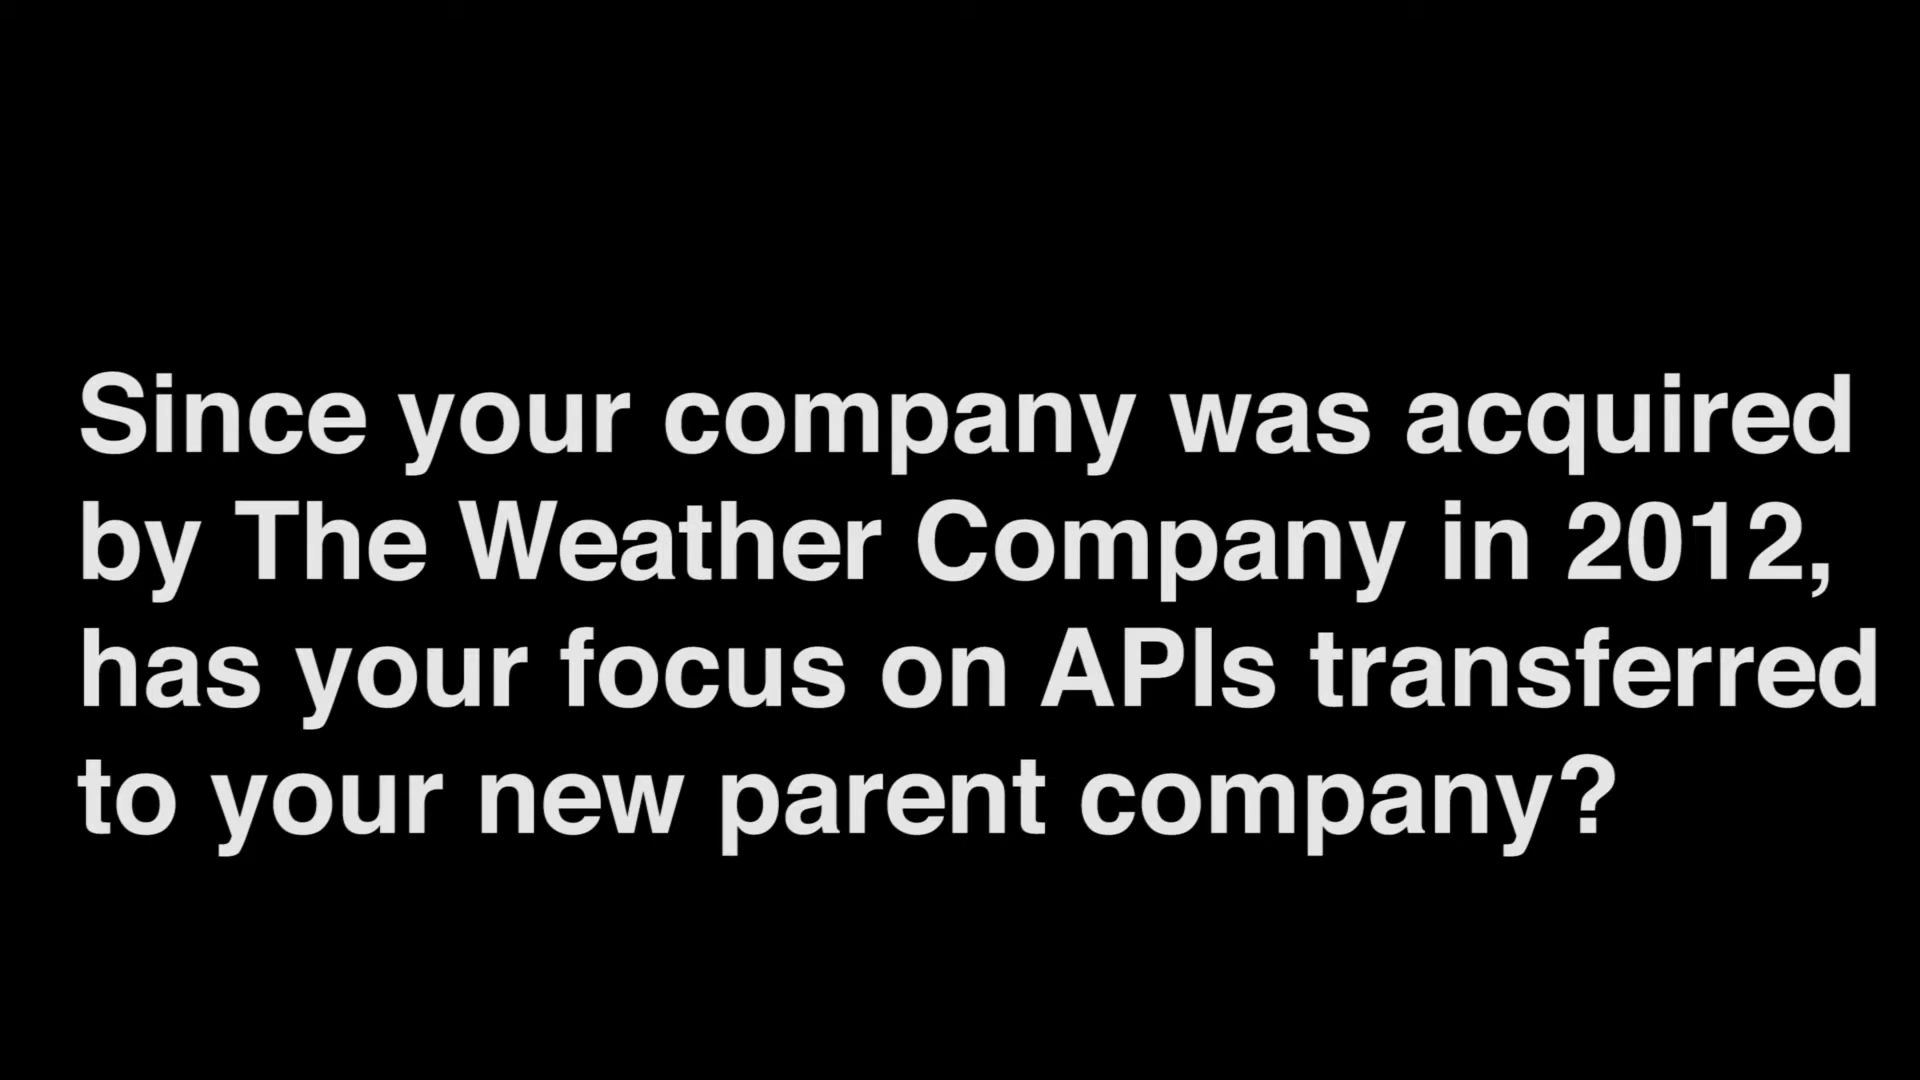 Since your company was acquired
by The Weather Company in 2012,
has your focus on APIs transferred
to your new parent company?